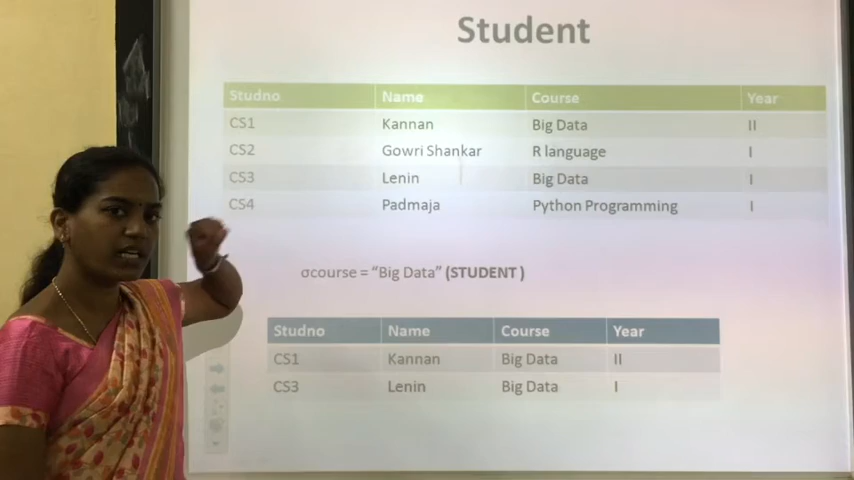 Student
Studno Name Course Year
CS1 Kannan Big Data II
CS2 Gowri Shankar R language I
CS3 Lenin Big Data I
CS4 Padmaja Python Programming I
σcourse = “Big Data” (STUDENT )
Studno Name Course Year
CS1 Kannan Big Data II
CS3 Lenin Big Data I